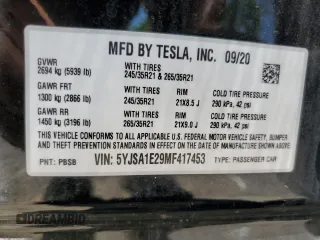 MFD BY TESLA, INC. 09/20
GVWR
2694 kg (5939 lb)
WITH TIRES
245/35R21 & 265/35R21
GAWR FRT
1300 kg (2866 lb)
WITH TIRES
245/35R21
RIMS
21X8.5 J
COLD TIRE PRESSURE
290 kPa, 42 psi
GAWR RR
1450 kg (3196 lb)
WITH TIRES
265/35R21
RIMS
21X9.0 J
COLD TIRE PRESSURE
290 kPa, 42 psi
THIS VEHICLE CONFORMS TO ALL APPLICABLE U.S. FEDERAL MOTOR VEHICLE SAFETY, BUMPER
AND THEFT PREVENTION STANDARDS IN EFFECT ON THE DATE OF MANUFACTURE SHOWN ABOVE.
PNT: PBSB
VIN: 5YJSA1E29MF417453
TYPE: PASSENGER CAR
DREAMBID